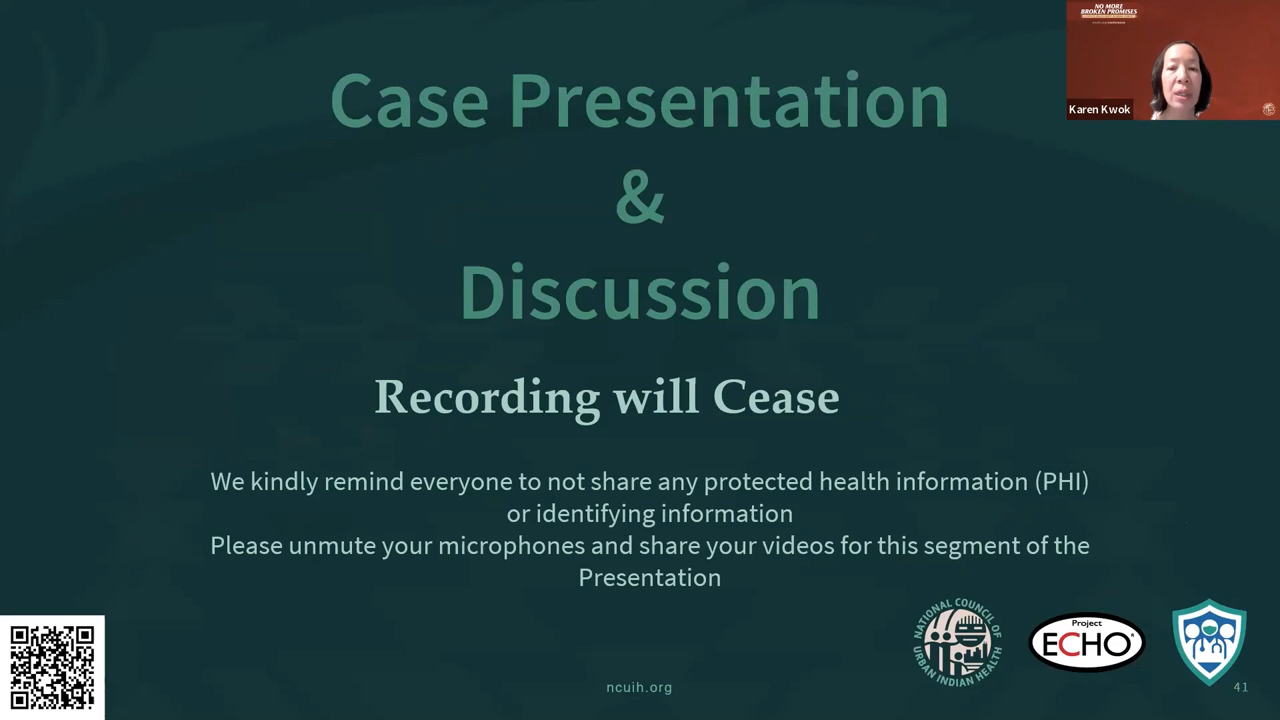 NO MORE
BROKEN PROMISES
Karen Kwok
Case Presentation
&
Discussion
Recording will Cease
We kindly remind everyone to not share any protected health information (PHI)
or identifying information
Please unmute your microphones and share your videos for this segment of the
Presentation
NATIONAL COUNCIL OF
URBAN INDIAN HEALTH
Project
ECHO
ncuih.org
41